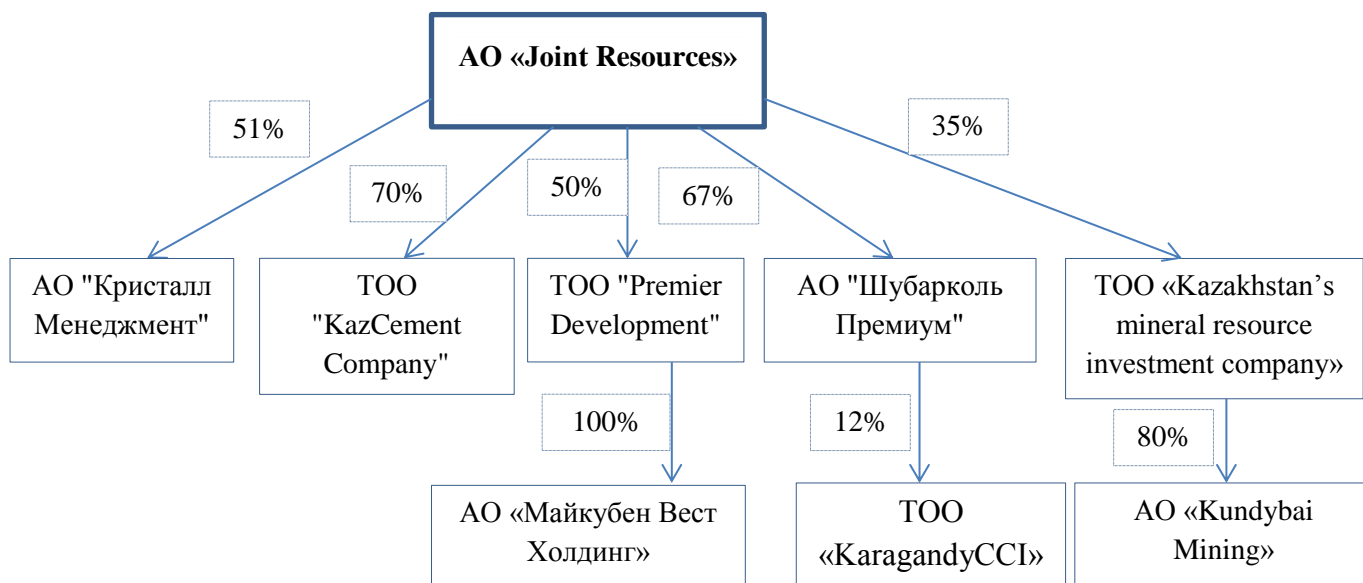 АО «Joint Resources»
51%
35%
70%
50%
67%
АО "Кристалл
Менеджмент"
ТОО
"KazCement
Company"
ТОО "Premier
Development"
АО "Шубарколь
Премиум"
ТОО «Kazakhstan’s
mineral resource
investment company»
100%
12%
80%
АО «Майкубен Вест
Холдинг»
ТОО
«KaragandyCCI»
АО «Kundybai
Mining»